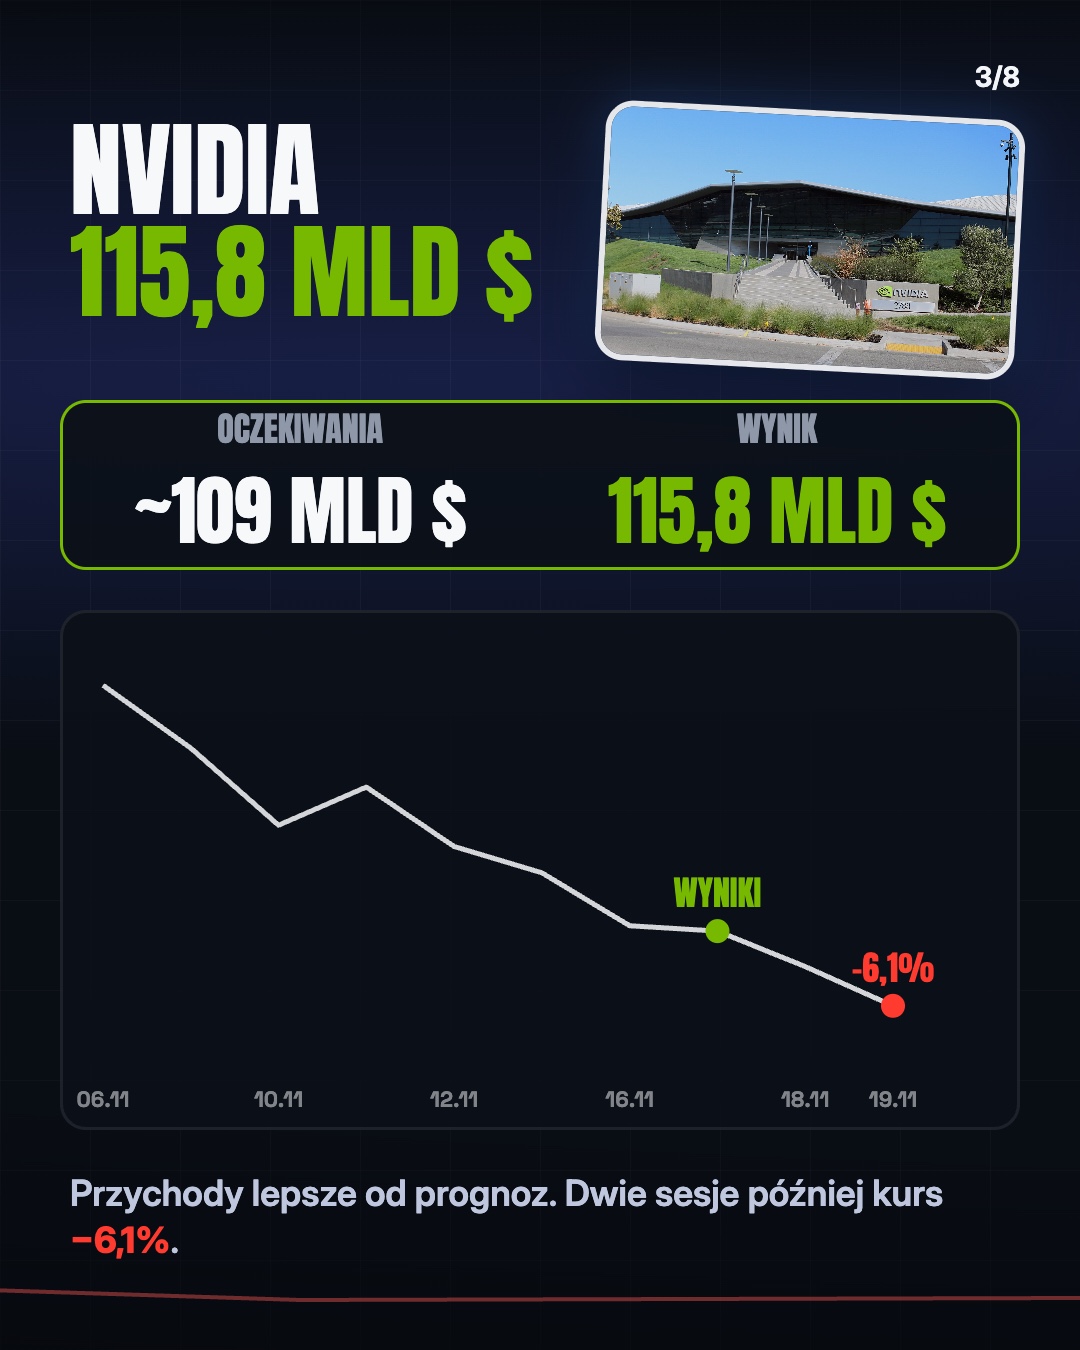 3/8
NVIDIA
115,8 MLD $
NVIDIA
OCZEKIWANIA
WYNIK
~109 MLD $
115,8 MLD $
WYNIKI
-6,1%
06.11
10.11
12.11
16.11
18.11
19.11
Przychody lepsze od prognoz. Dwie sesje później kurs
−6,1%.